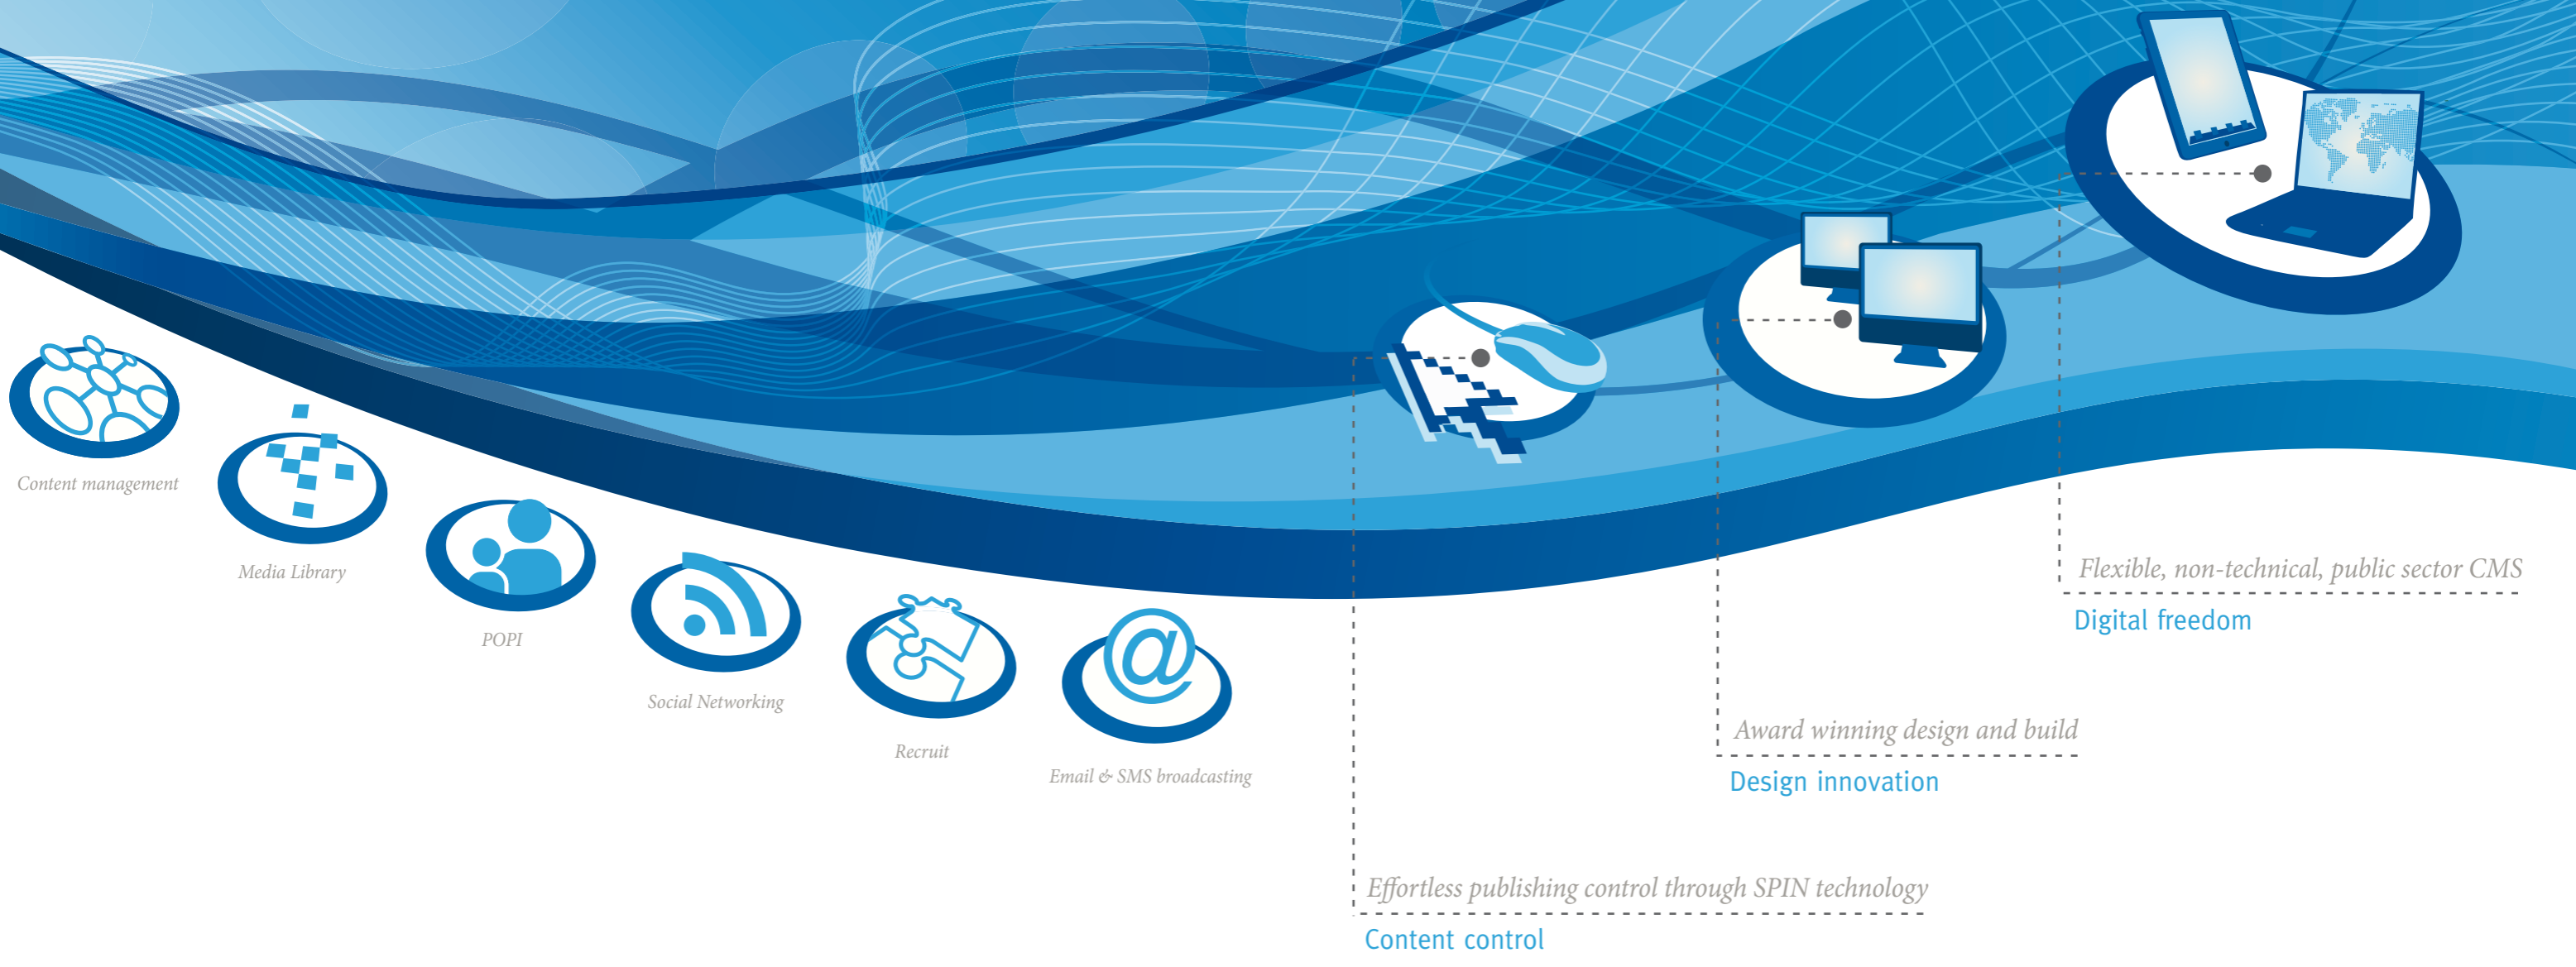 Content management
Media Library
POPI
Social Networking
Recruit
Email & SMS broadcasting
Flexible, non-technical, public sector CMS
Digital freedom
Award winning design and build
Design innovation
Effortless publishing control through SPIN technology
Content control